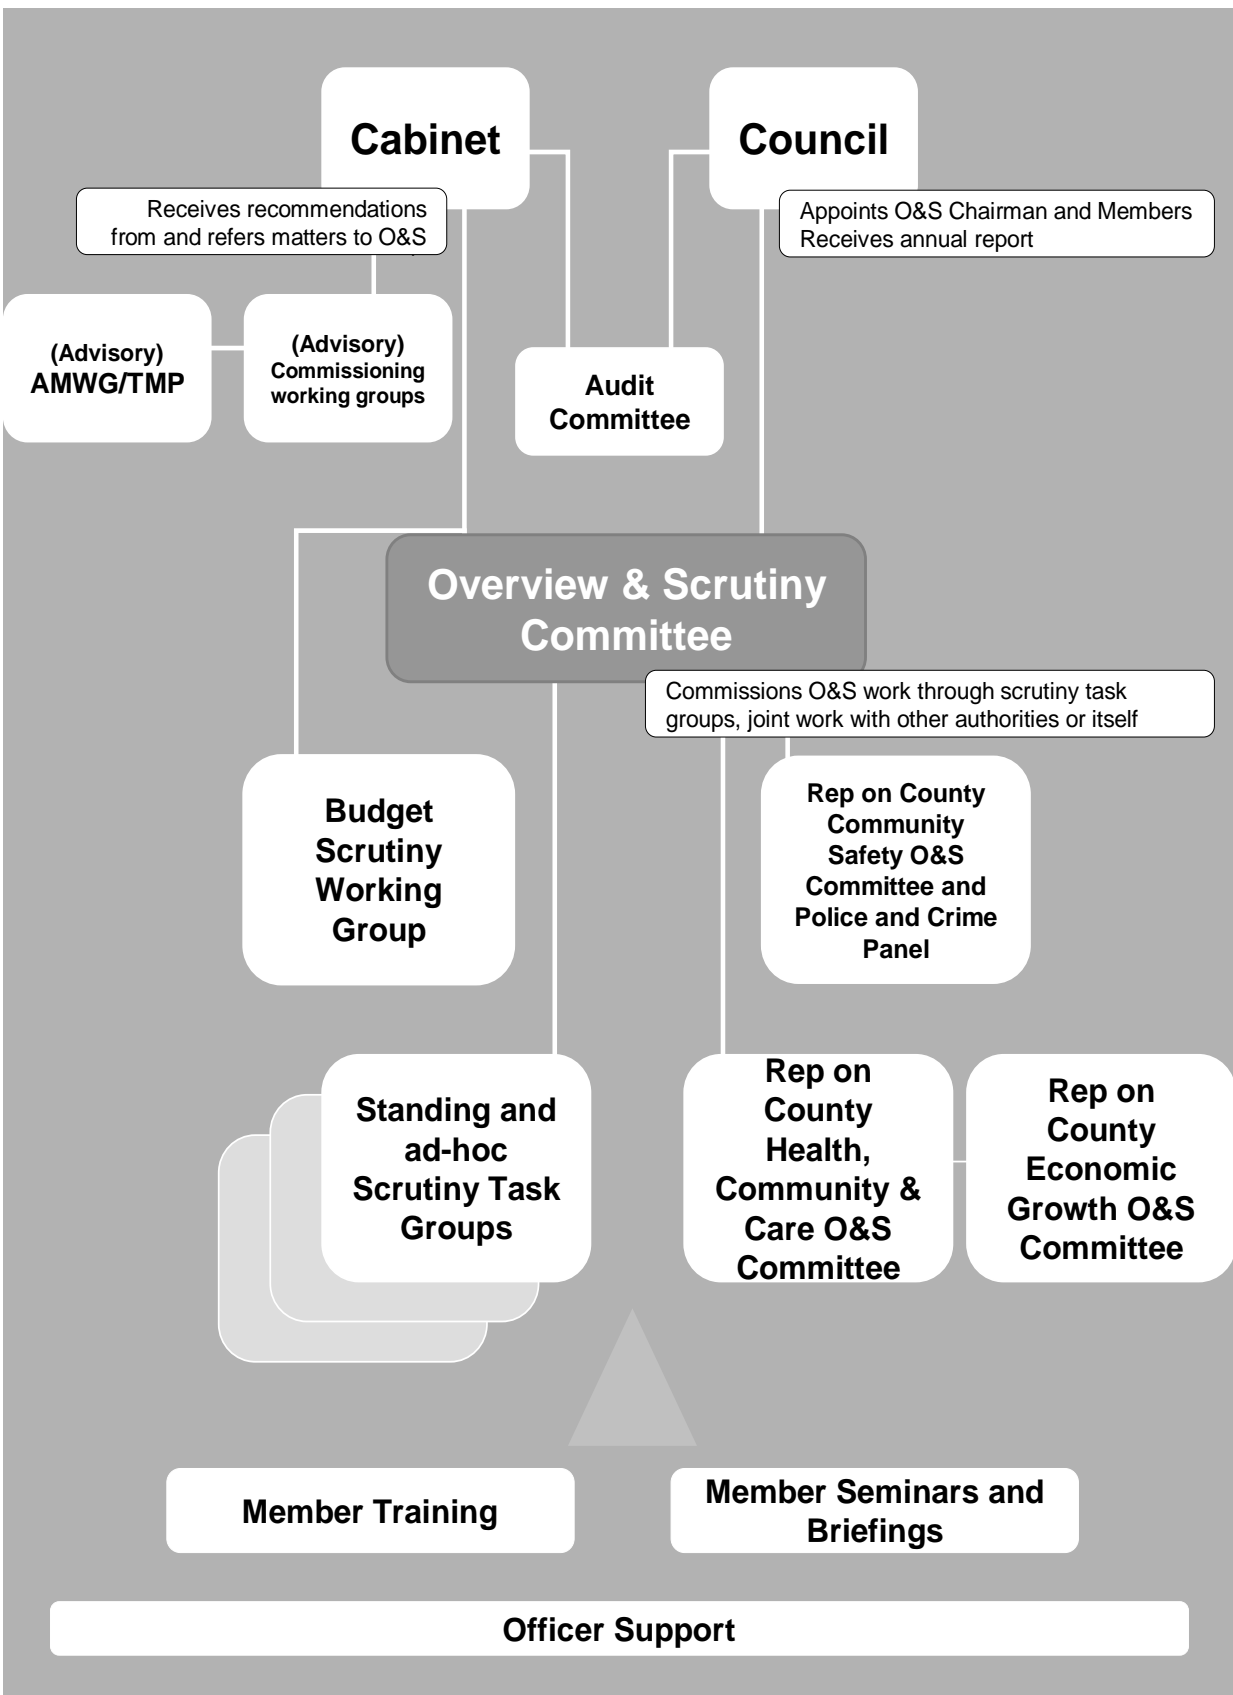 Cabinet
Council
Receives recommendations
from and refers matters to O&S
Appoints O&S Chairman and Members
Receives annual report
(Advisory)
AMWG/TMP
(Advisory)
Commissioning
working groups
Audit
Committee
Overview & Scrutiny
Committee
Commissions O&S work through scrutiny task
groups, joint work with other authorities or itself
Budget
Scrutiny
Working
Group
Rep on County
Community
Safety O&S
Committee and
Police and Crime
Panel
Standing and
ad-hoc
Scrutiny Task
Groups
Rep on
County
Health,
Community &
Care O&S
Committee
Rep on
County
Economic
Growth O&S
Committee
Member Training
Member Seminars and
Briefings
Officer Support